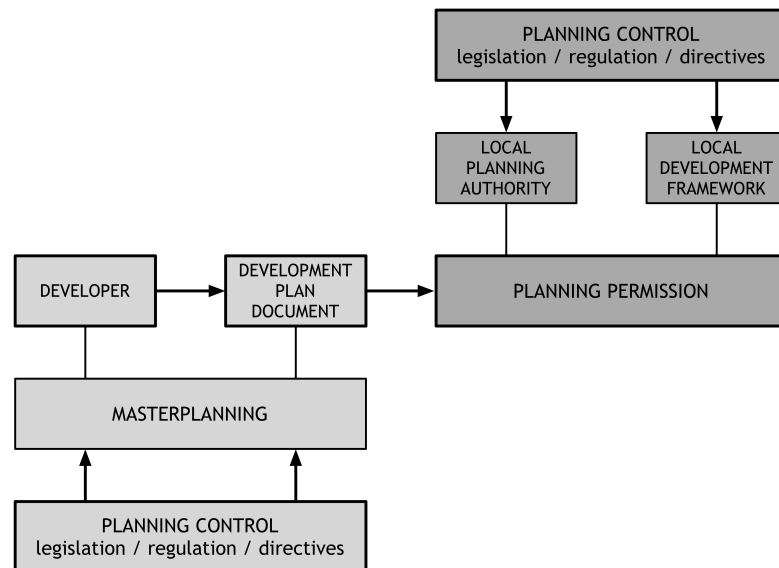 PLANNING CONTROL
legislation / regulation / directives
LOCAL
PLANNING
AUTHORITY
LOCAL
DEVELOPMENT
FRAMEWORK
DEVELOPER
DEVELOPMENT
PLAN
DOCUMENT
PLANNING PERMISSION
MASTERPLANNING
PLANNING CONTROL
legislation / regulation / directives